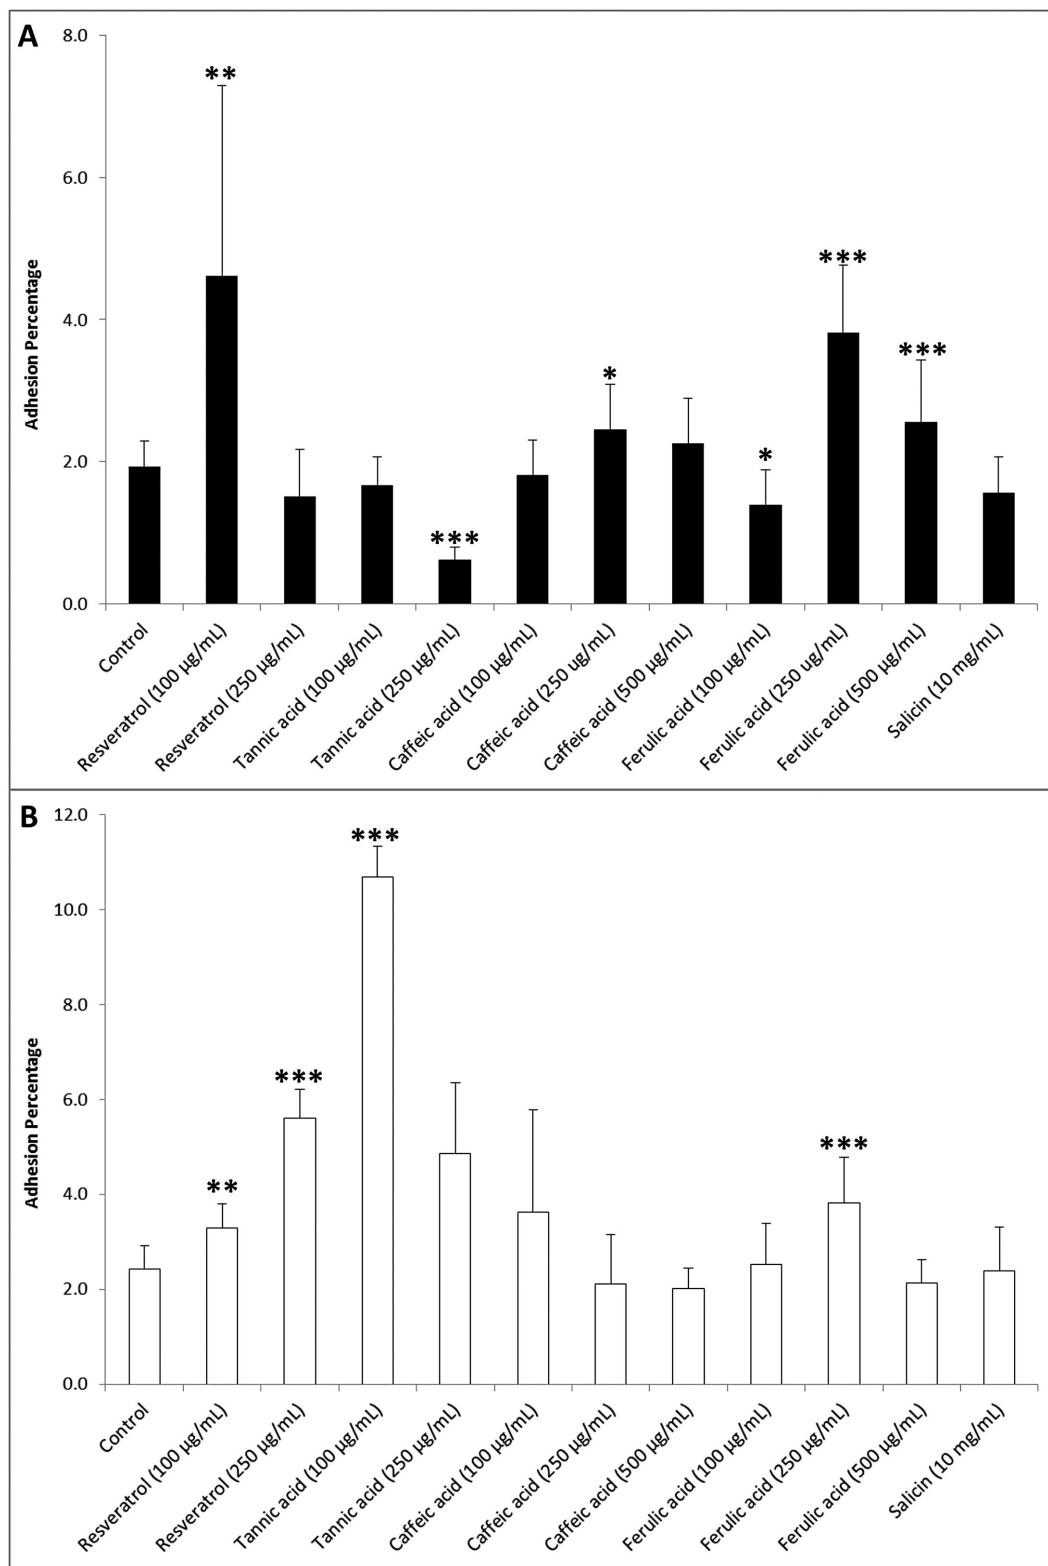 A
8.0
6.0
4.0
2.0
0.0
Adhesion Percentage
**
***
*
*
***
***
Control
Resveratrol (100 µg/mL)
Resveratrol (250 µg/mL)
Tannic acid (100 µg/mL)
Tannic acid (250 µg/mL)
Caffeic acid (100 µg/mL)
Caffeic acid (250 ug/mL)
Caffeic acid (500 µg/mL)
Ferulic acid (100 µg/mL)
Ferulic acid (250 ug/mL)
Ferulic acid (500 µg/mL)
Salicin (10 mg/mL)
B
12.0
10.0
8.0
6.0
4.0
2.0
0.0
Adhesion Percentage
**
***
***
***
Control
Resveratrol (100 µg/mL)
Resveratrol (250 µg/mL)
Tannic acid (100 µg/mL)
Tannic acid (250 µg/mL)
Caffeic acid (100 µg/mL)
Caffeic acid (250 µg/mL)
Caffeic acid (500 µg/mL)
Ferulic acid (100 µg/mL)
Ferulic acid (250 µg/mL)
Ferulic acid (500 µg/mL)
Salicin (10 mg/mL)